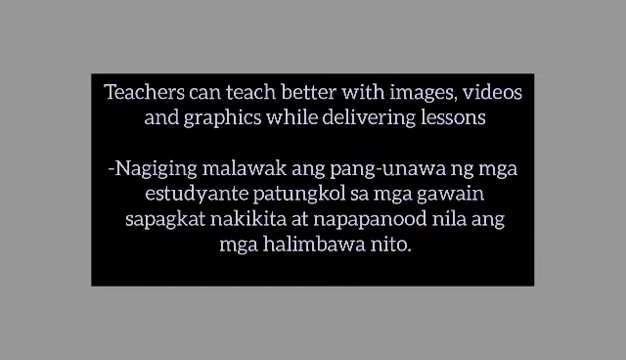 Teachers can teach better with images, videos
and graphics while delivering lessons
-Nagiging malawak ang pang-unawa ng mga
estudyante patungkol sa mga gawain
sapagkat nakikita at napapanood nila ang
mga halimbawa nito.